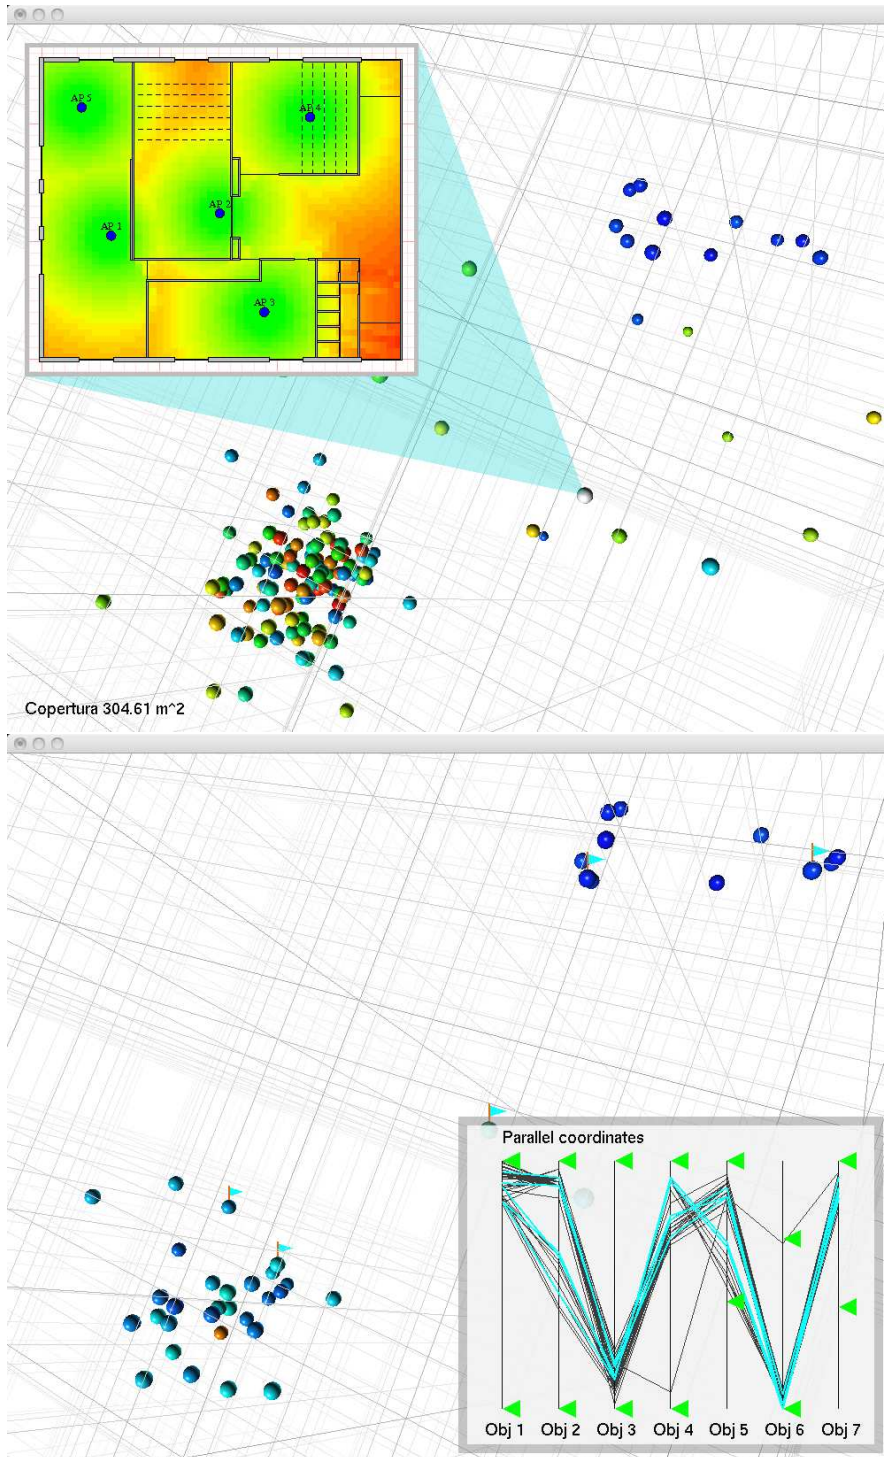 AP 5
AP 4
AP 2
AP 1
AP 3
Copertura 304.61 m^2
Parallel coordinates
Obj 1 Obj 2 Obj 3 Obj 4 Obj 5 Obj 6 Obj 7